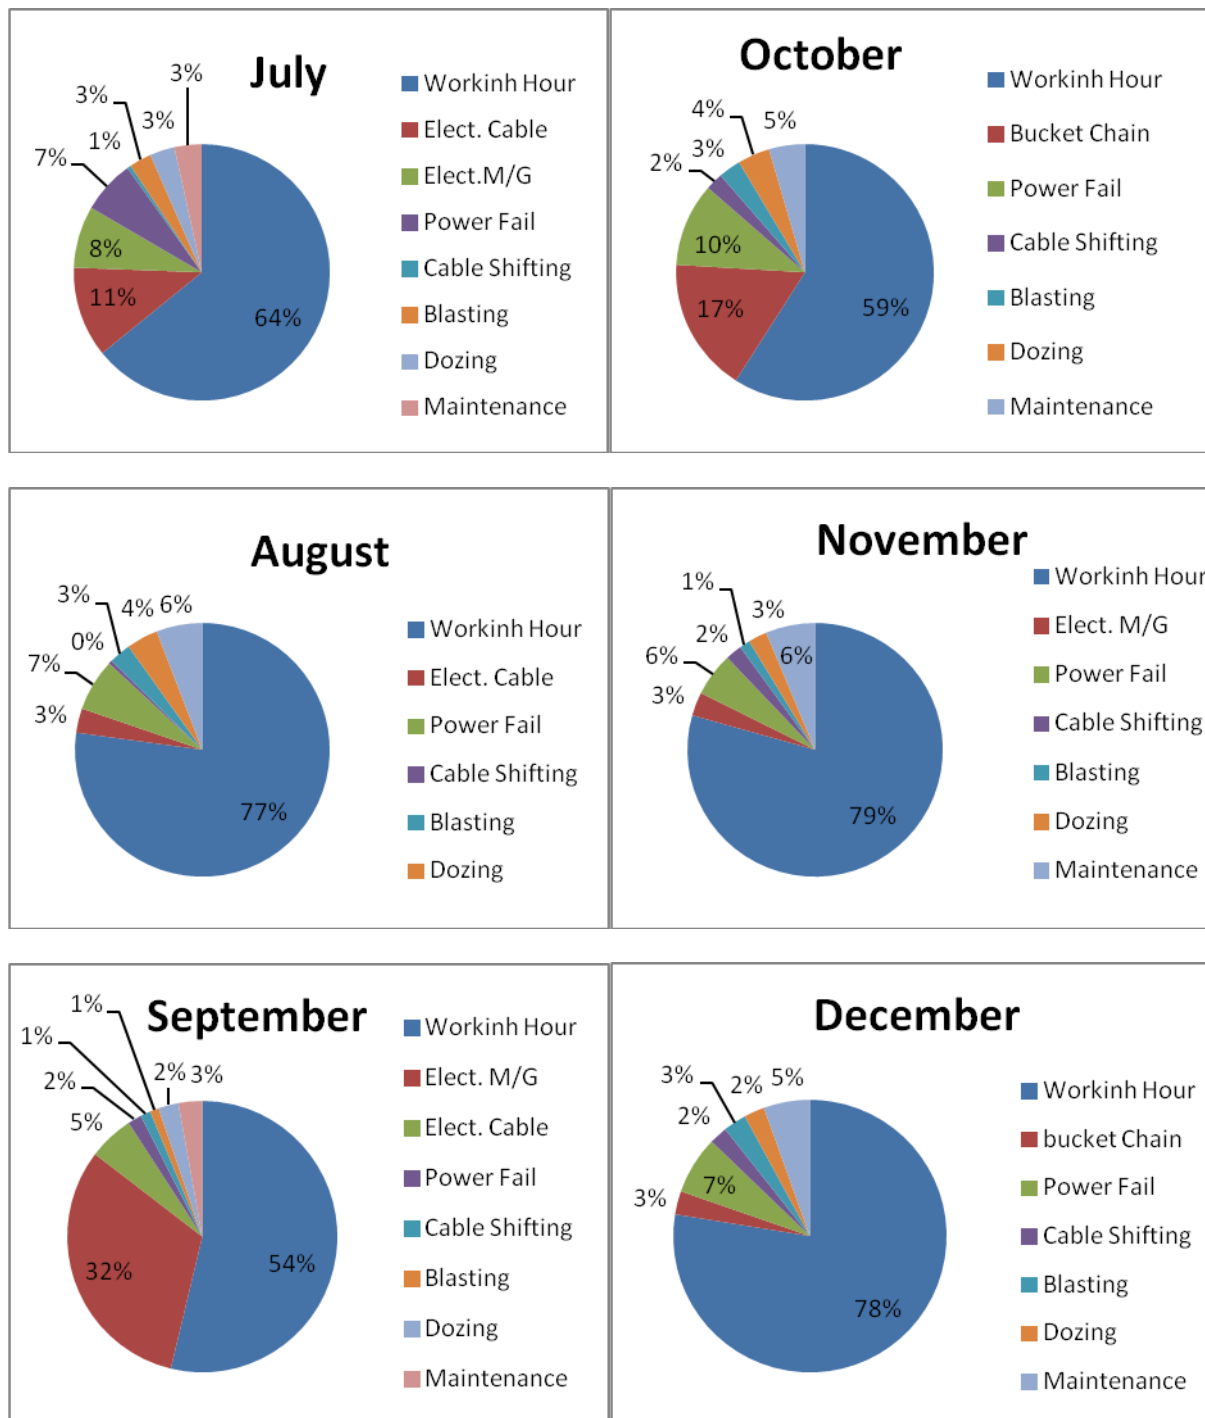 July
3%
3%
3%
1%
7%
8%
11%
64%
Workinh Hour
Elect. Cable
Elect.M/G
Power Fail
Cable Shifting
Blasting
Dozing
Maintenance
October
4%
5%
3%
2%
10%
17%
59%
Workinh Hour
Bucket Chain
Power Fail
Cable Shifting
Blasting
Dozing
Maintenance
August
3%
4%
6%
0%
7%
3%
77%
Workinh Hour
Elect. Cable
Power Fail
Cable Shifting
Blasting
Dozing
November
1%
3%
2%
6%
6%
3%
79%
Workinh Hour
Elect. M/G
Power Fail
Cable Shifting
Blasting
Dozing
Maintenance
September
1%
1%
2%
2%
3%
5%
32%
54%
Workinh Hour
Elect. M/G
Elect. Cable
Power Fail
Cable Shifting
Blasting
Dozing
Maintenance
December
3%
2%
5%
2%
7%
3%
78%
Workinh Hour
bucket Chain
Power Fail
Cable Shifting
Blasting
Dozing
Maintenance